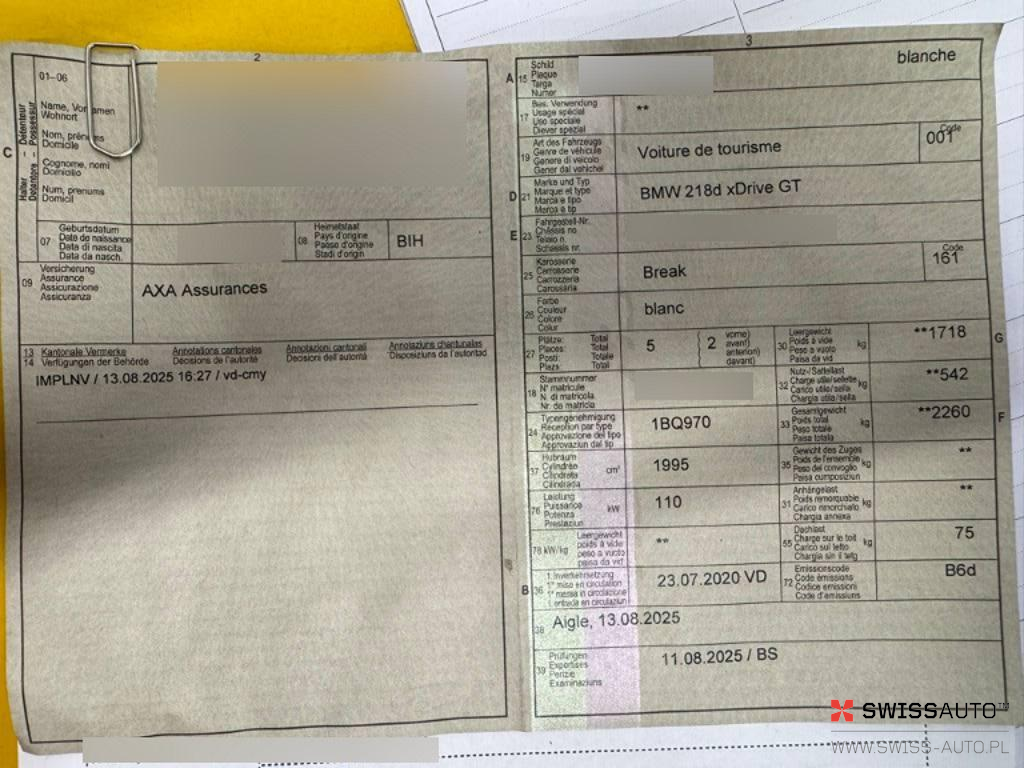 2
01–06
Halter – Détenteur
Detentore – Possessur
C
Name, Vornamen
Wohnort
Nom, prénoms
Domicile
Cognome, nomi
Domicilio
Num, prenums
Domicil
07
Geburtsdatum
Date de naissance
Data di nascita
Data da nasch.
08
Heimatstaat
Pays d'origine
Paese d'origine
Stadi d'origin
BIH
09
Versicherung
Assurance
Assicurazione
Assicuranza
AXA Assurances
13 Kantonale Vermerke Annotations cantonales Annotazioni cantonali Annotaziuns chantunalas
14 Verfügungen der Behörde Décisions de l'autorité Decisioni dell'autorità Disposiziuns da l'autoritad
IMPLNV / 13.08.2025 16:27 / vd-cmy
3
A 15
Schild
Plaque
Targa
Numer
blanche
17
Bes. Verwendung
Usage spécial
Uso speciale
Diever spezial
**
19
Art des Fahrzeugs
Genre de véhicule
Genere di veicolo
Gener dal vehichel
Voiture de tourisme
Code
001
D 21
Marke und Typ
Marque et type
Marca e tipo
Marca e tip
BMW 218d xDrive GT
E 23
Fahrgestell-Nr.
Châssis no
Telaio n.
Schassis nr.
25
Karosserie
Carrosserie
Carrozzeria
Carossaria
Break
Code
161
26
Farbe
Couleur
Colore
Colur
blanc
27
Plätze: Total
Places: Total
Posti: Totale
Plazs: Total
5
2
vorne)
avant)
anteriori)
davant)
30
Leergewicht
Poids à vide
Peso a vuoto
Paisa da vid
kg
**1718
G
18
Stammnummer
N° matricule
N. di matricola
Nr. da matricla
32
Nutz-/Sattellast
Charge utile/sellette
Carico utile/sella
Chargia utila/sella
kg
**542
24
Typengenehmigung
Réception par type
Approvazione del tipo
Approvaziun dal tip
1BQ970
33
Gesamtgewicht
Poids total
Peso totale
Paisa totala
kg
**2260
F
37
Hubraum
Cylindrée
Cilindrata
Cilindrada
cm³
1995
35
Gewicht des Zuges
Poids de l'ensemble
Peso del convoglio
Paisa cumposiziun
kg
**
76
Leistung
Puissance
Potenza
Prestaziun
kW
110
31
Anhängelast
Poids remorquable
Carico rimorchiato
Chargia annexa
kg
**
78 kW/kg
Leergewicht
poids à vide
peso a vuoto
paisa da vid
**
55
Dachlast
Charge sur le toit
Carico sul tetto
Chargia sin il tetg
kg
75
B 36
1. Inverkehrsetzung
1re mise en circulation
1a messa in circolazione
1. entrada en circulaziun
23.07.2020 VD
72
Emissionscode
Code émissions
Codice emissioni
Code d'emissiuns
B6d
38
Aigle, 13.08.2025
39
Prüfungen
Expertises
Perizie
Examinaziuns
11.08.2025 / BS
SWISSAUTO™
WWW.SWISS-AUTO.PL